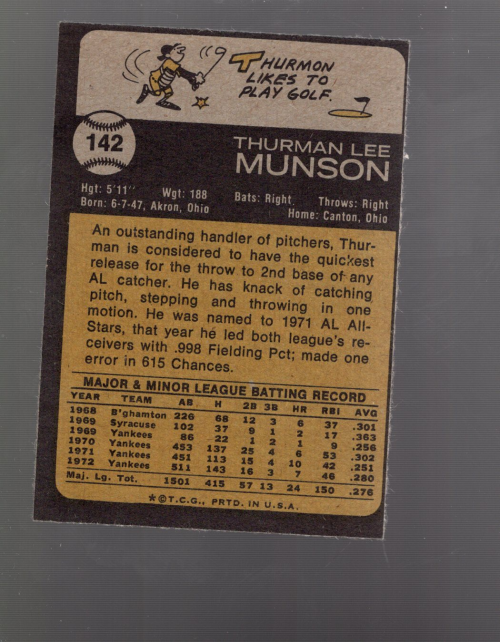 THURMON
LIKES TO
PLAY GOLF.
142
THURMAN LEE
MUNSON
Hgt: 5'11" Wgt: 188 Bats: Right Throws: Right
Born: 6-7-47, Akron, Ohio Home: Canton, Ohio
An outstanding handler of pitchers, Thur-
man is considered to have the quickest
release for the throw to 2nd base of any
AL catcher. He has knack of catching
pitch, stepping and throwing in one
motion. He was named to 1971 AL All-
Stars, that year he led both league's re-
ceivers with .998 Fielding Pct; made one
error in 615 Chances.
MAJOR & MINOR LEAGUE BATTING RECORD
YEAR TEAM AB H 2B 3B HR RBI AVG
1968 B'ghamton 226 68 12 3 6 37 .301
1969 Syracuse 102 37 9 1 2 17 .363
1969 Yankees 86 22 1 2 1 9 .256
1970 Yankees 453 137 25 4 6 53 .302
1971 Yankees 451 113 15 4 10 42 .251
1972 Yankees 511 143 16 3 7 46 .280
Maj. Lg. Tot. 1501 415 57 13 24 150 .276
*©T.C.G., PRTD. IN U.S.A.